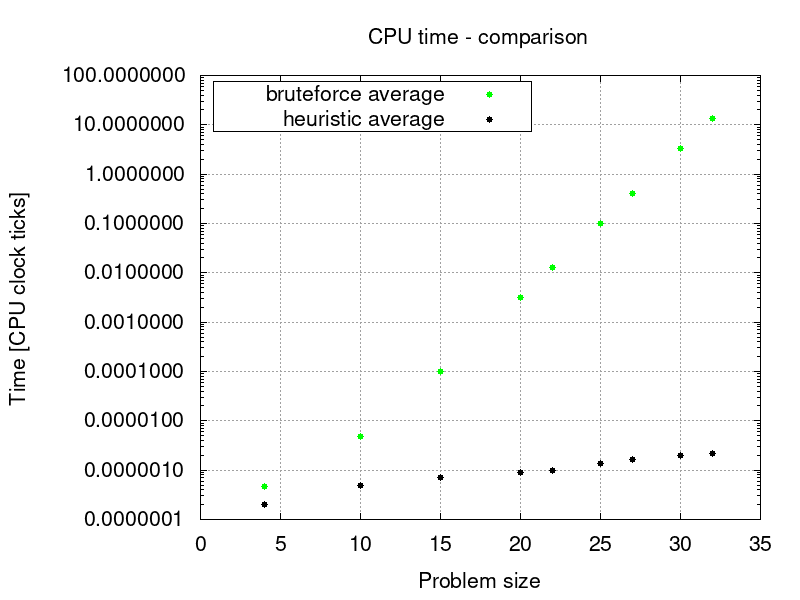 CPU time - comparison
bruteforce average
heuristic average
100.0000000
10.0000000
1.0000000
0.1000000
0.0100000
0.0010000
0.0001000
0.0000100
0.0000010
0.0000001
Time [CPU clock ticks]
0 5 10 15 20 25 30 35
Problem size